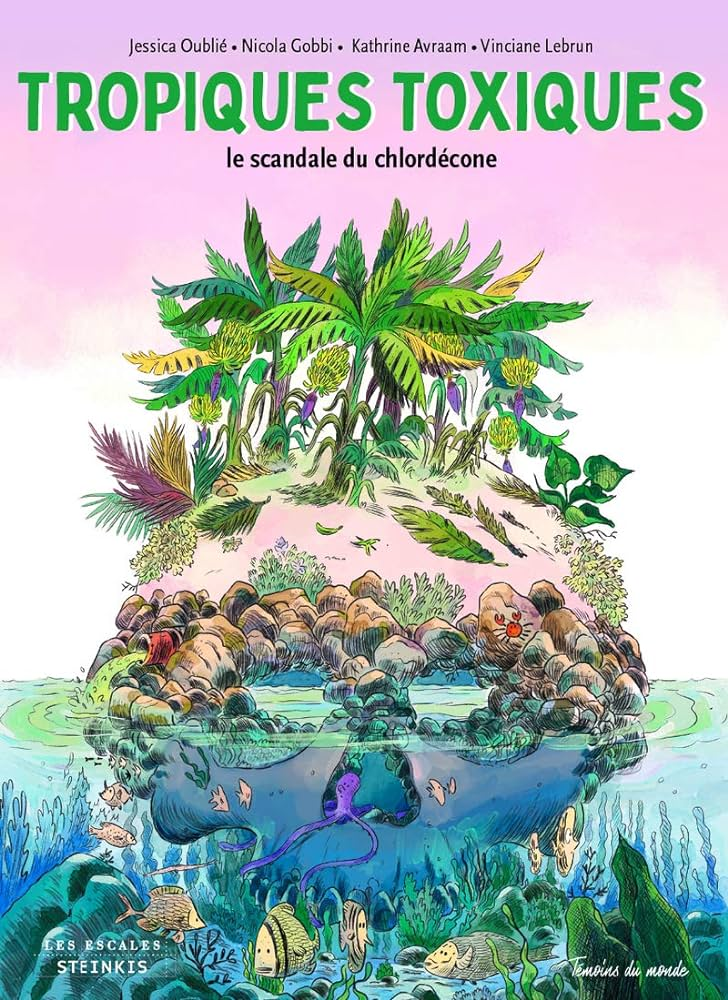 Jessica Oublié • Nicola Gobbi • Kathrine Avraam • Vinciane Lebrun
TROPIQUES TOXIQUES
le scandale du chlordécone
LES ESCALES
STEINKIS
Témoins du monde